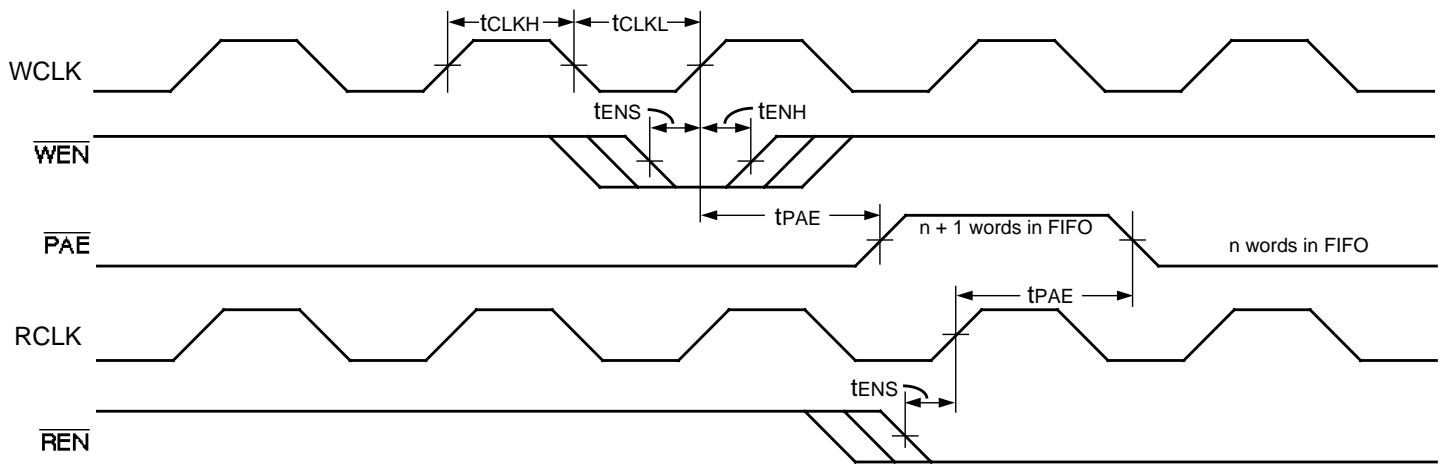 tCLKH
tCLKL
WCLK
tENS
tENH
WEN
tPAE
n + 1 words in FIFO
PAE
n words in FIFO
tPAE
RCLK
tENS
REN